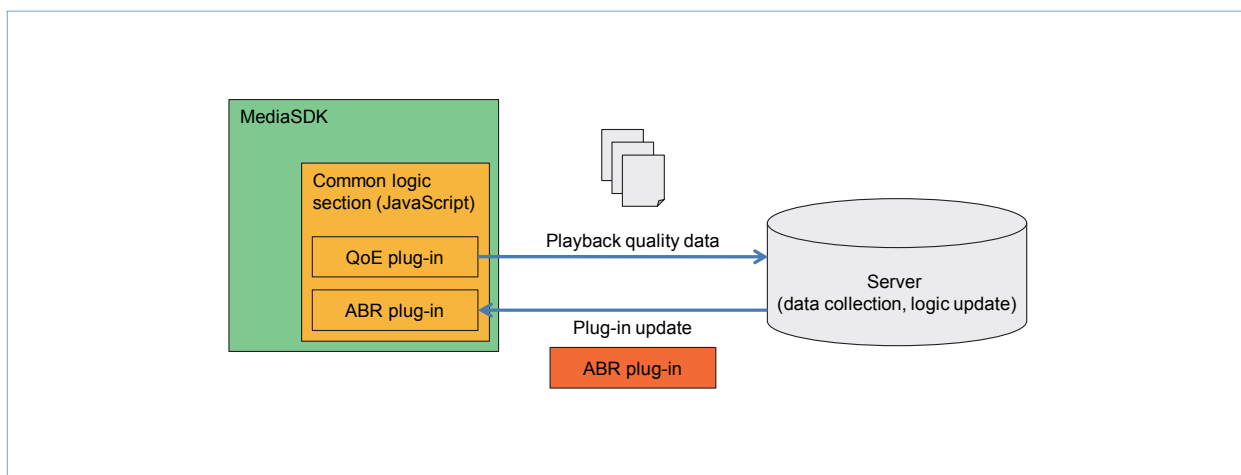 MediaSDK
Common logic
section (JavaScript)
QoE plug-in
ABR plug-in
Playback quality data
Plug-in update
ABR plug-in
Server
(data collection, logic update)